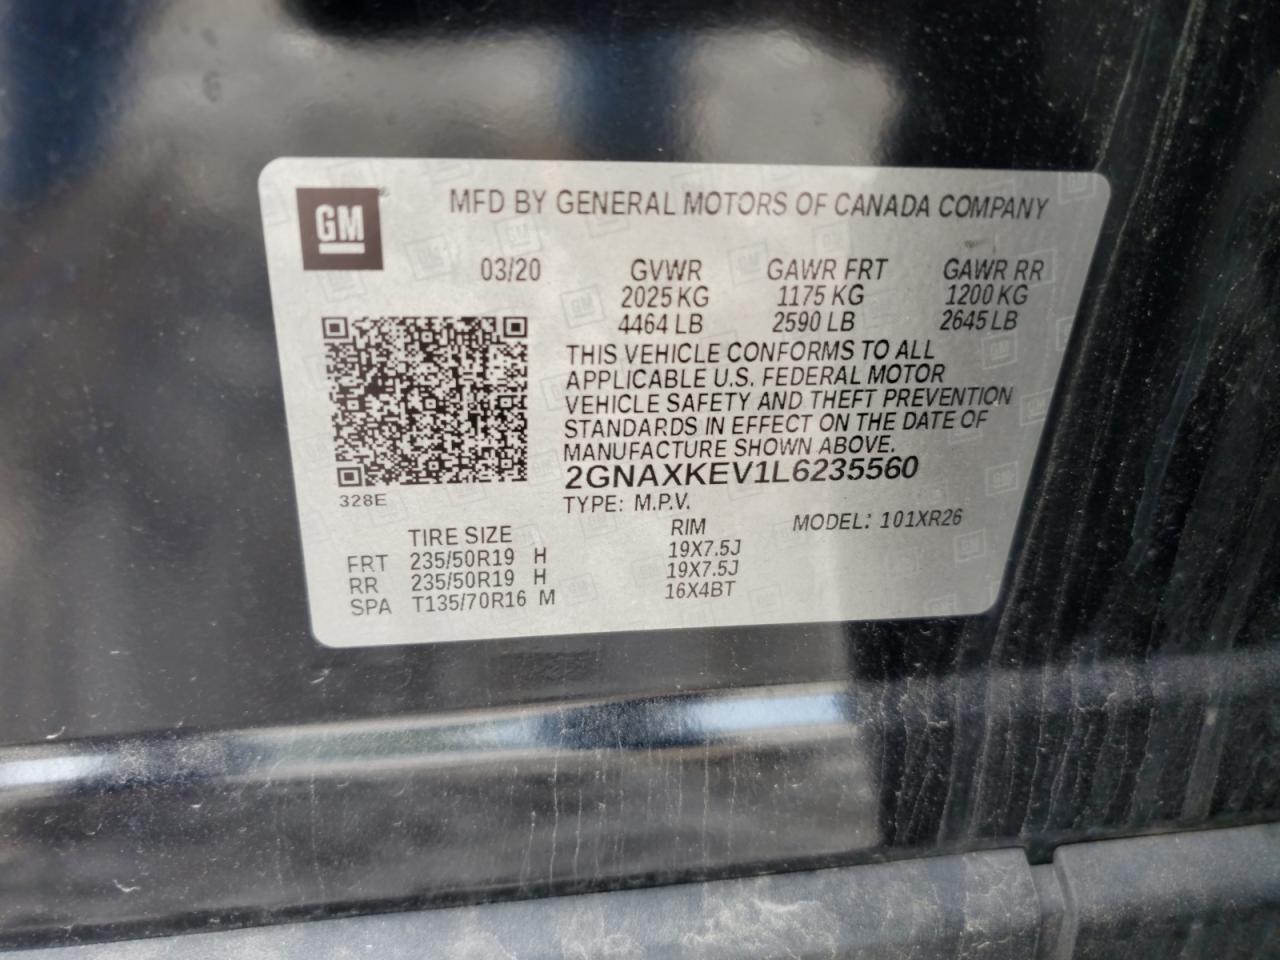 GM
MFD BY GENERAL MOTORS OF CANADA COMPANY
03/20 GVWR GAWR FRT GAWR RR
2025 KG 1175 KG 1200 KG
4464 LB 2590 LB 2645 LB
THIS VEHICLE CONFORMS TO ALL
APPLICABLE U.S. FEDERAL MOTOR
VEHICLE SAFETY AND THEFT PREVENTION
STANDARDS IN EFFECT ON THE DATE OF
MANUFACTURE SHOWN ABOVE.
2GNAXKEV1L6235560
328E
TYPE: M.P.V. MODEL: 101XR26
TIRE SIZE RIM
FRT 235/50R19 H 19X7.5J
RR 235/50R19 H 19X7.5J
SPA T135/70R16 M 16X4BT